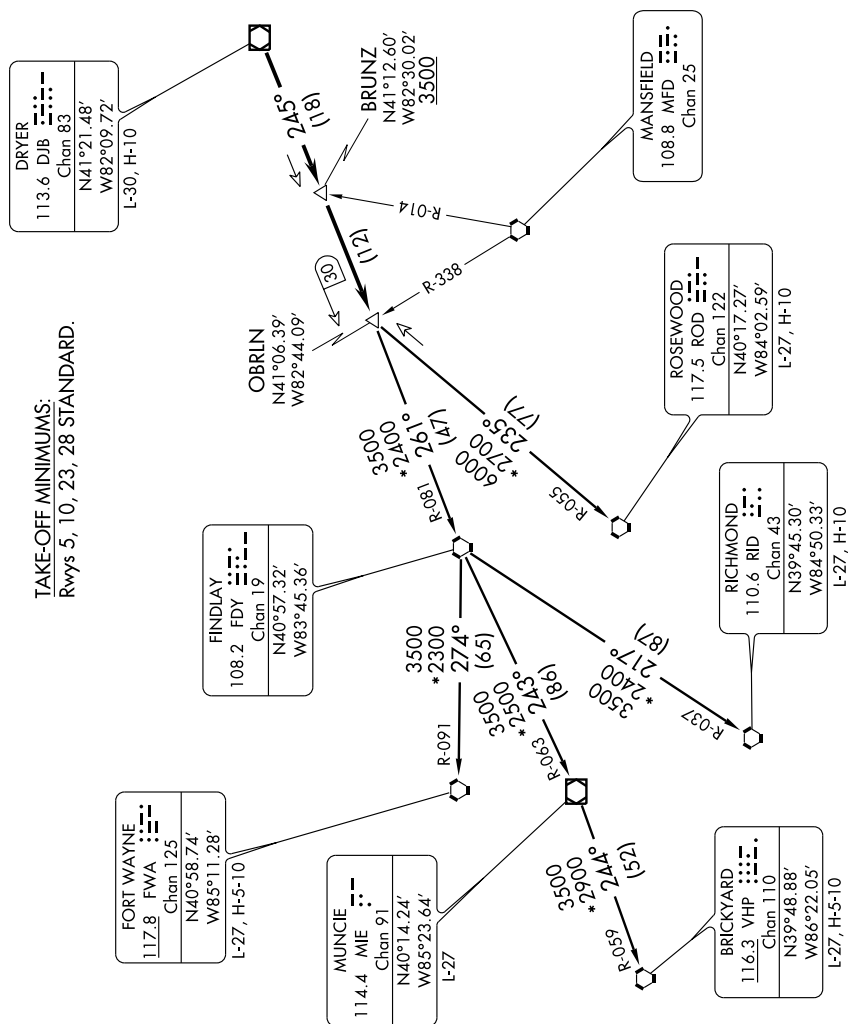 DRYER
113.6 DJB
Chan 83
N41°21.48'
W82°09.72'
L-30, H-10
TAKE-OFF MINIMUMS:
Rwys 5, 10, 23, 28 STANDARD.
245°
(18)
BRUNZ
N41°12.60'
W82°30.02'
3500
(12)
30
OBRLN
N41°06.39'
W82°44.09'
R-014
R-338
MANSFIELD
108.8 MFD
Chan 25
3500
*2400
261°
(47)
R-081
6000
*2700
235°
(77)
R-055
ROSEWOOD
117.5 ROD
Chan 122
N40°17.27'
W84°02.59'
L-27, H-10
FINDLAY
108.2 FDY
Chan 19
N40°57.32'
W83°45.36'
3500
*2300
274°
(65)
R-091
3500
*2500
243°
(86)
R-063
3500
*2400
217°
(87)
R-037
RICHMOND
110.6 RID
Chan 43
N39°45.30'
W84°50.33'
L-27, H-10
FORT WAYNE
117.8 FWA
Chan 125
N40°58.74'
W85°11.28'
L-27, H-5-10
MUNCIE
114.4 MIE
Chan 91
N40°14.24'
W85°23.64'
L-27
3500
*2900
244°
(52)
R-059
BRICKYARD
116.3 VHP
Chan 110
N39°48.88'
W86°22.05'
L-27, H-5-10